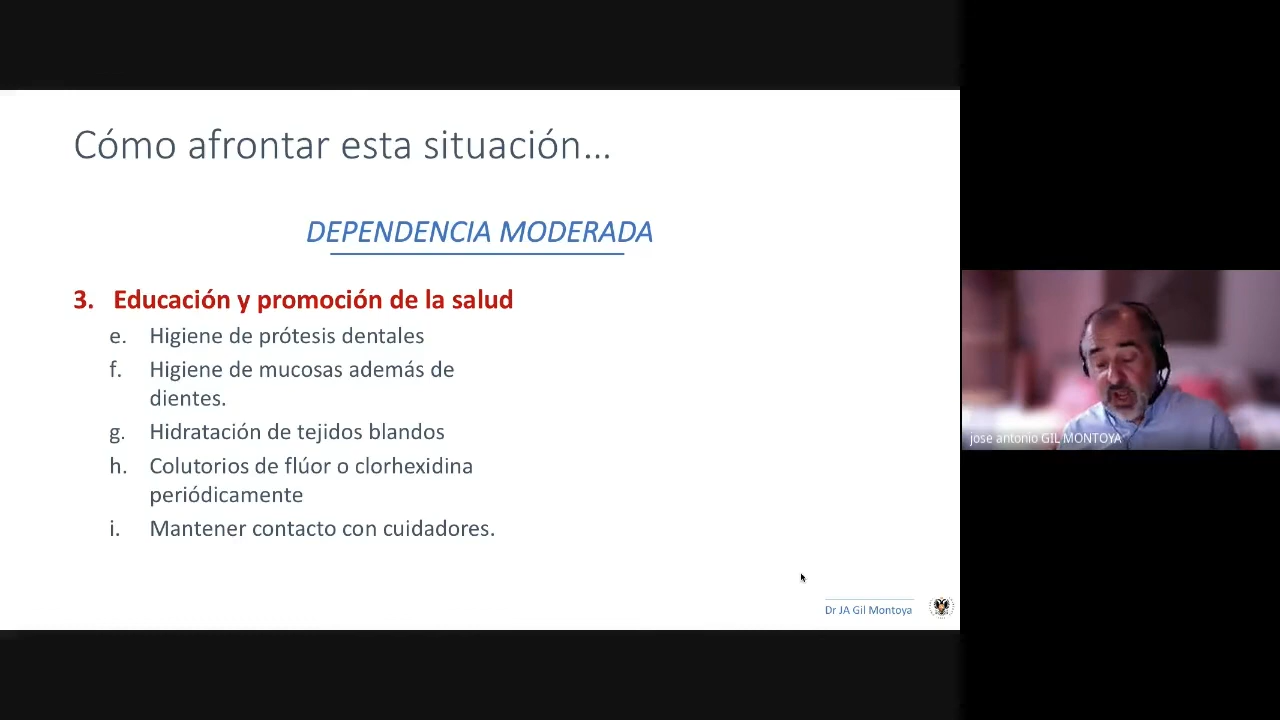 Cómo afrontar esta situación...
DEPENDENCIA MODERADA
3. Educación y promoción de la salud
e. Higiene de prótesis dentales
f. Higiene de mucosas además de
dientes.
g. Hidratación de tejidos blandos
h. Colutorios de flúor o clorhexidina
periódicamente
i. Mantener contacto con cuidadores.
Dr JA Gil Montoya
jose antonio GIL MONTOYA